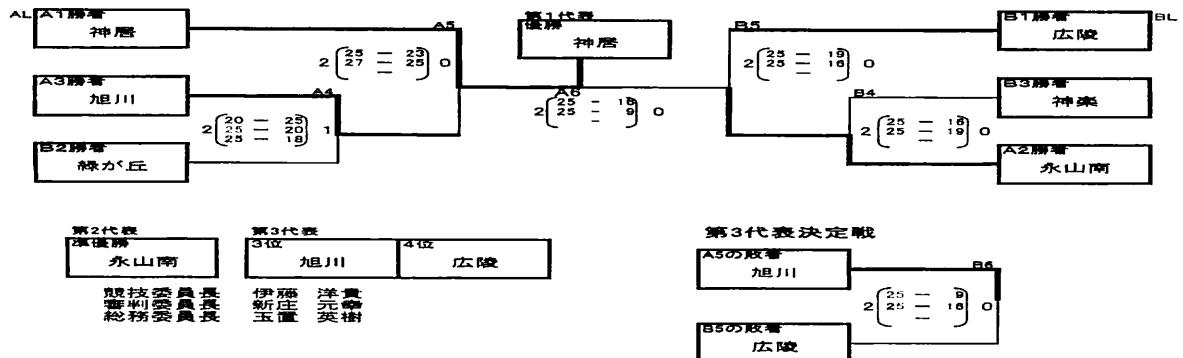 AL A1勝者 神居
A5
第1代表
優勝
神居
B5
B1勝者 BL
広陵
2 25 — 23 0
27 — 25
—
2 25 — 19 0
25 — 16
—
A3勝者
旭川
A4
A6
B4
B3勝者
神楽
2 25 — 18 0
25 — 9
—
2 20 — 25 1
25 — 20
25 — 18
2 25 — 16 0
25 — 19
—
B2勝者
緑が丘
A2勝者
永山南
第2代表
準優勝
永山南
第3代表
3位
旭川
4位
広陵
第3代表決定戦
A5の敗者
旭川
B6
2 25 — 9 0
25 — 16
—
B5の敗者
広陵
競技委員長 伊藤 洋貴
審判委員長 新庄 元幸
総務委員長 玉置 英樹